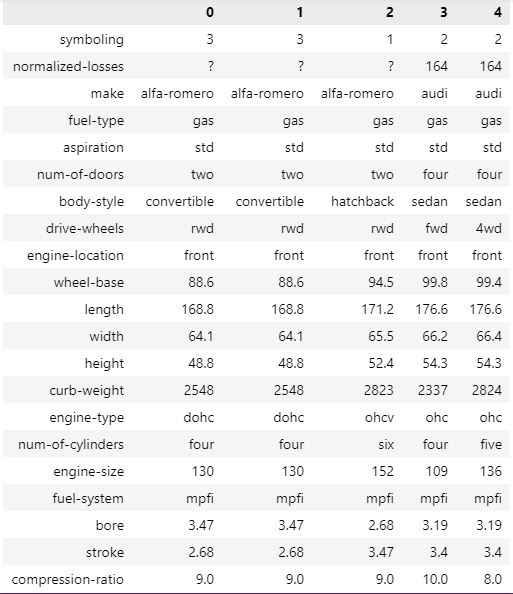 0 1 2 3 4
symboling 3 3 1 2 2
normalized-losses ? ? ? 164 164
make alfa-romero alfa-romero alfa-romero audi audi
fuel-type gas gas gas gas gas
aspiration std std std std std
num-of-doors two two two four four
body-style convertible convertible hatchback sedan sedan
drive-wheels rwd rwd rwd fwd 4wd
engine-location front front front front front
wheel-base 88.6 88.6 94.5 99.8 99.4
length 168.8 168.8 171.2 176.6 176.6
width 64.1 64.1 65.5 66.2 66.4
height 48.8 48.8 52.4 54.3 54.3
curb-weight 2548 2548 2823 2337 2824
engine-type dohc dohc ohcv ohc ohc
num-of-cylinders four four six four five
engine-size 130 130 152 109 136
fuel-system mpfi mpfi mpfi mpfi mpfi
bore 3.47 3.47 2.68 3.19 3.19
stroke 2.68 2.68 3.47 3.4 3.4
compression-ratio 9.0 9.0 9.0 10.0 8.0